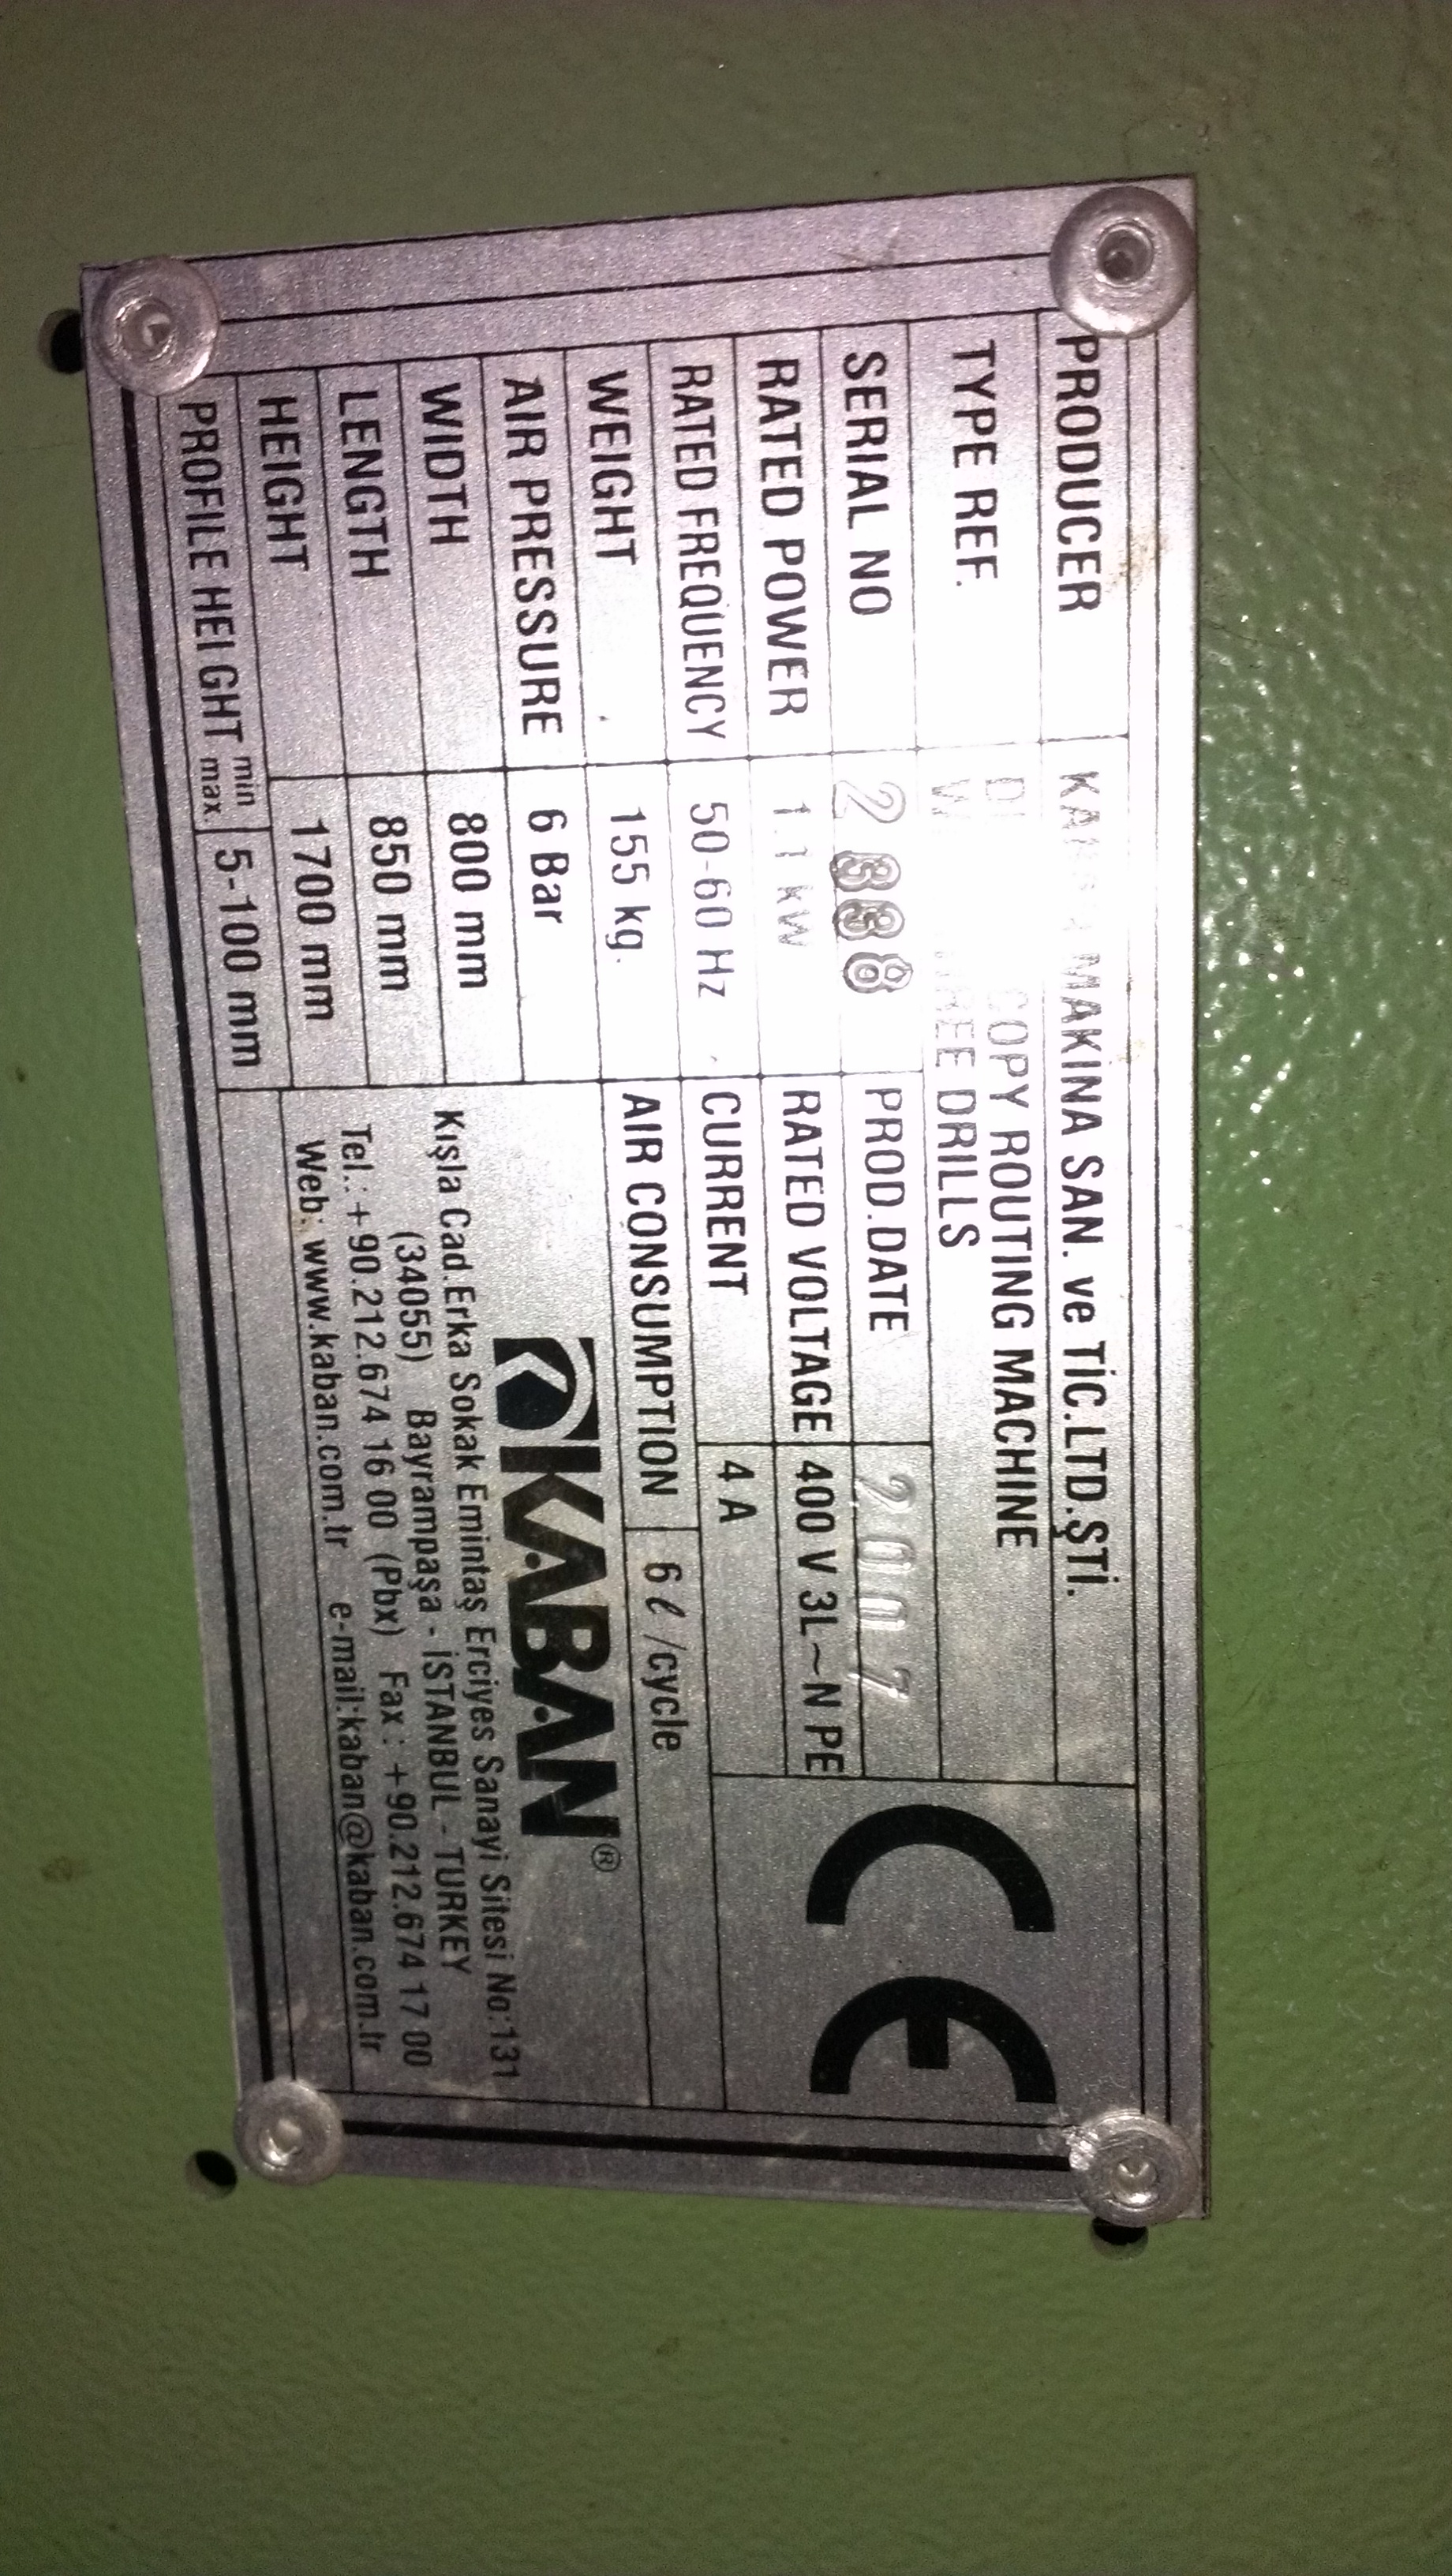 PRODUCER MAKİNA SAN. ve TİC.LTD.ŞTİ.
TYPE REF. COPY ROUTING MACHINE
DRILLS
SERIAL NO PROD.DATE 2007
RATED POWER 1.1 kW RATED VOLTAGE 400 V 3L~N PE
RATED FREQUENCY 50-60 Hz CURRENT 4 A
WEIGHT 155 kg. AIR CONSUMPTION 6 ℓ /cycle
AIR PRESSURE 6 Bar
WIDTH 800 mm
LENGTH 850 mm
HEIGHT 1700 mm
PROFILE HEIGHT min max 5-100 mm
CE
KABAN®
Kışla Cad.Erka Sokak Emintaş Erciyes Sanayi Sitesi No:131
(34055) Bayrampaşa - İSTANBUL - TURKEY
Tel.: +90.212.674 16 00 (Pbx) Fax : +90.212.674 17 00
Web: www.kaban.com.tr e-mail:kaban@kaban.com.tr